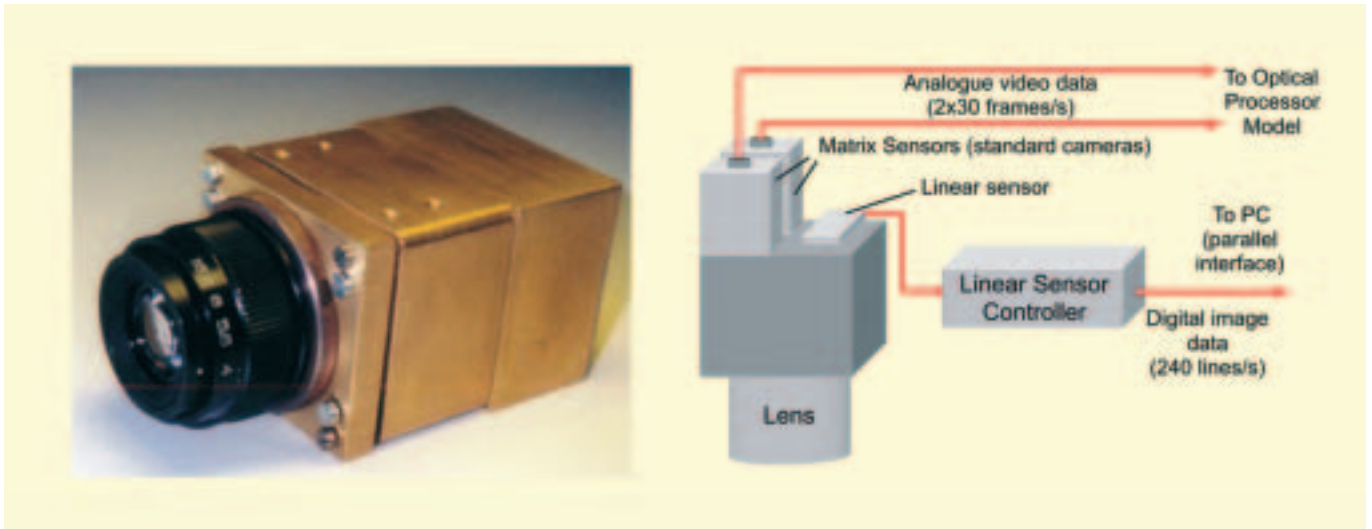 Analogue video data
(2x30 frames/s)
To Optical
Processor
Model
Matrix Sensors (standard cameras)
Linear sensor
To PC
(parallel
interface)
Linear Sensor
Controller
Digital image
data
(240 lines/s)
Lens